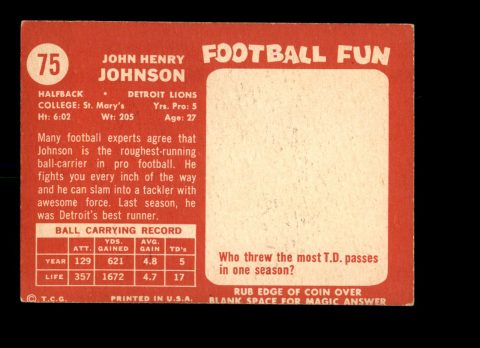 75
JOHN HENRY
JOHNSON
HALFBACK • DETROIT LIONS
COLLEGE: St. Mary's Yrs. Pro: 5
Ht: 6:02 Wt: 205 Age: 27
Many football experts agree that
Johnson is the roughest-running
ball-carrier in pro football. He
fights you every inch of the way
and he can slam into a tackler with
awesome force. Last season, he
was Detroit's best runner.
BALL CARRYING RECORD
ATT. YDS. GAINED AVG. GAIN TD's
YEAR 129 621 4.8 5
LIFE 357 1672 4.7 17
© T.C.G. PRINTED IN U.S.A.
FOOTBALL FUN
Who threw the most T.D. passes
in one season?
RUB EDGE OF COIN OVER
BLANK SPACE FOR MAGIC ANSWER